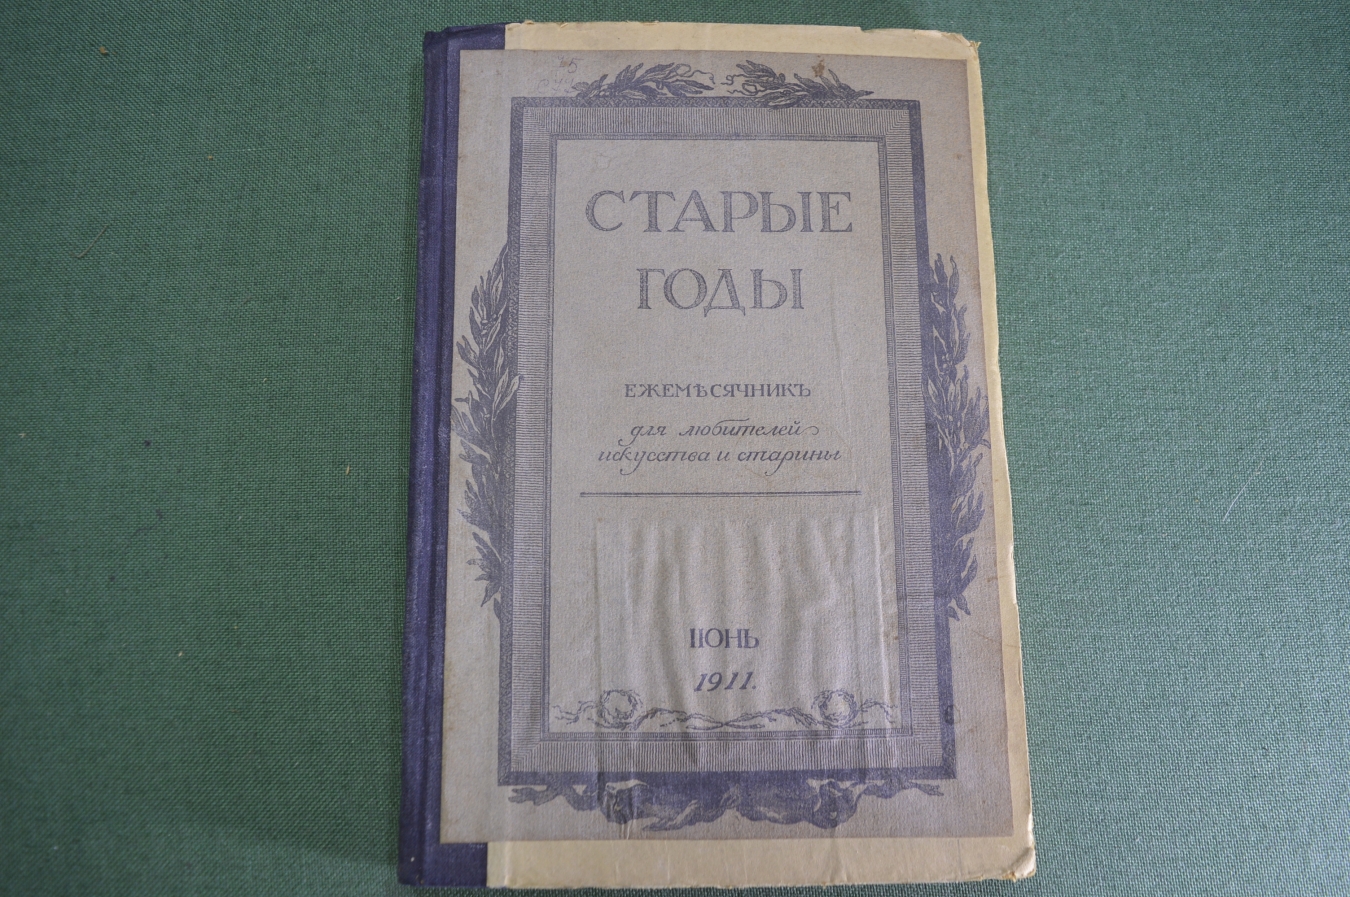 СТАРЫЕ
ГОДЫ
ЕЖЕМѢСЯЧНИКЪ
для любителей
искусства и старины
IЮНЬ
1911.